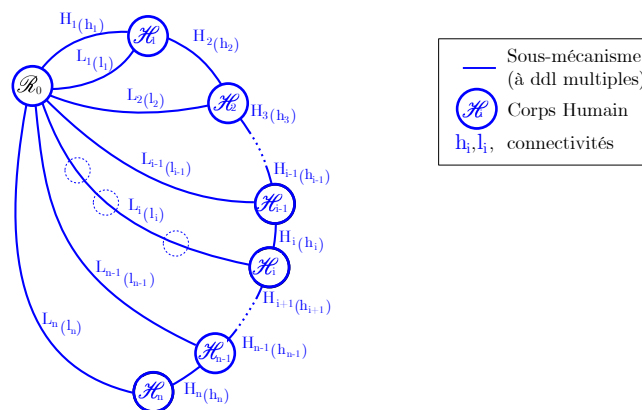 H₁(h₁)
ℋ₁
L₁(l₁)
H₂(h₂)
ℛ₀
L₂(l₂)
ℋ₂
H₃(h₃)
Lᵢ₋₁(lᵢ₋₁)
Hᵢ₋₁(hᵢ₋₁)
ℋᵢ₋₁
Lᵢ(lᵢ)
Hᵢ(hᵢ)
ℋᵢ
Lₙ₋₁(lₙ₋₁)
Hᵢ₊₁(hᵢ₊₁)
Lₙ(lₙ)
Hₙ₋₁(hₙ₋₁)
ℋₙ₋₁
Hₙ(hₙ)
ℋₙ
Sous-mécanisme
(à ddl multiples)
ℋᵢ Corps Humain
hᵢ,lᵢ, connectivités